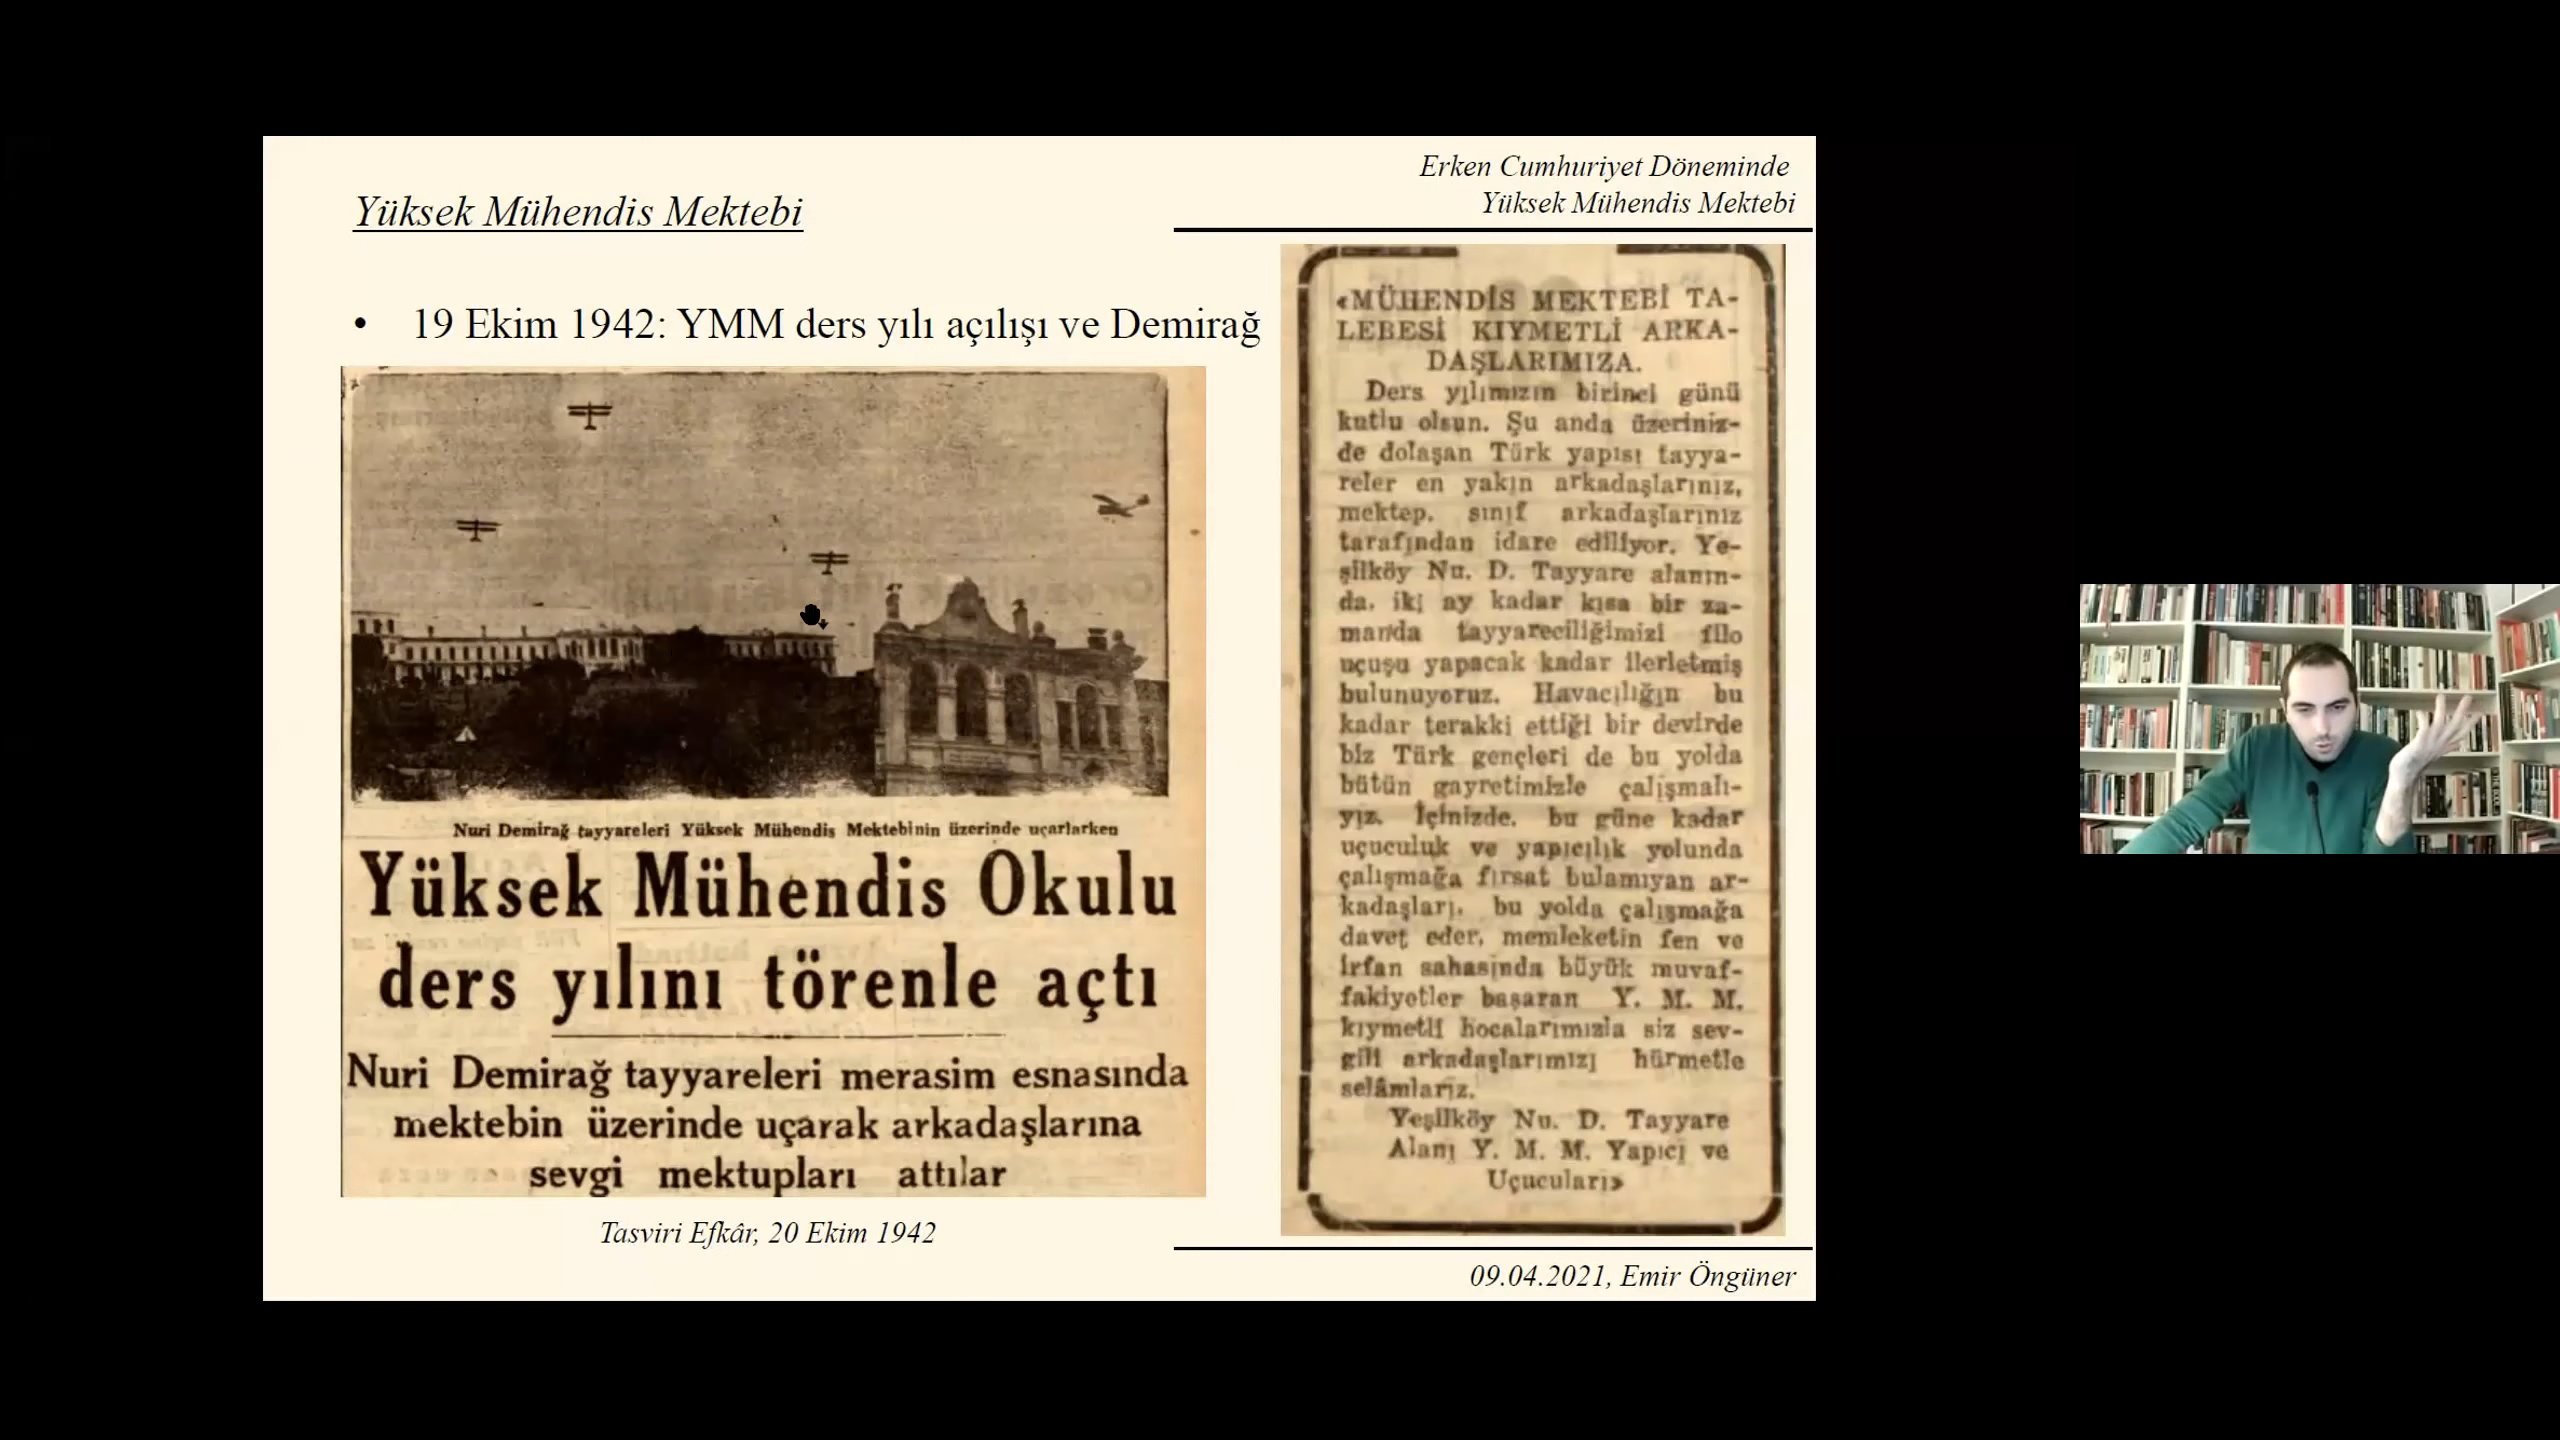 Erken Cumhuriyet Döneminde
Yüksek Mühendis Mektebi
Yüksek Mühendis Mektebi
• 19 Ekim 1942: YMM ders yılı açılışı ve Demirağ
Nuri Demirağ tayyareleri Yüksek Mühendis Mektebinin üzerinde uçarlarken
Yüksek Mühendis Okulu
ders yılını törenle açtı
Nuri Demirağ tayyareleri merasim esnasında
mektebin üzerinde uçarak arkadaşlarına
sevgi mektupları attılar
Tasviri Efkâr, 20 Ekim 1942
«MÜHENDİS MEKTEBİ TA-
LEBESİ KIYMETLİ ARKA-
DAŞLARIMIZA.
Ders yılımızın birinci günü
kutlu olsun. Şu anda üzeriniz-
de dolaşan Türk yapısı tayya-
reler en yakın arkadaşlarınız,
mektep, sınıf arkadaşlarınız
tarafından idare ediliyor. Ye-
şilköy Nu. D. Tayyare alanın-
da, iki ay kadar kısa bir za-
manda tayyareciliğimizi filo
uçuşu yapacak kadar ilerletmiş
bulunuyoruz. Havacılığın bu
kadar terakki ettiği bir devirde
biz Türk gençleri de bu yolda
bütün gayretimizle çalışmalı-
yız. İçinizde, bu güne kadar
uçuculuk ve yapıcılık yolunda
çalışmağa fırsat bulamıyan ar-
kadaşları, bu yolda çalışmağa
davet eder, memleketin fen ve
irfan sahasında büyük muvaf-
fakiyetler başaran Y. M. M.
kıymetli hocalarımızla siz sev-
gili arkadaşlarımızı hürmetle
selâmlarız.
Yeşilköy Nu. D. Tayyare
Alanı Y. M. M. Yapıcı ve
Uçucuları»
09.04.2021, Emir Öngüner